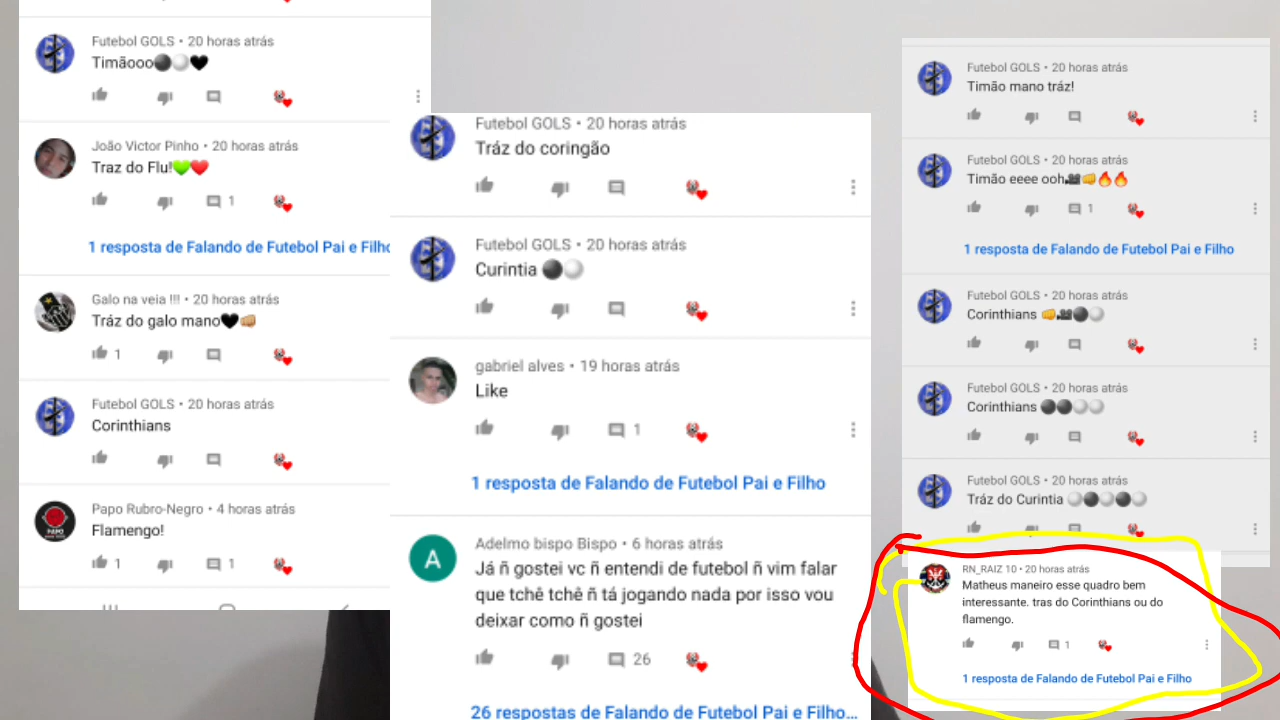 Futebol GOLS • 20 horas atrás
Timãooo⚫⚪🖤
João Victor Pinho • 20 horas atrás
Traz do Flu!💚❤️
1
1 resposta de Falando de Futebol Pai e Filho
Galo na veia !!! • 20 horas atrás
Tráz do galo mano🖤👊🏼
1
Futebol GOLS • 20 horas atrás
Corinthians
Papo Rubro-Negro • 4 horas atrás
Flamengo!
1 1
Futebol GOLS • 20 horas atrás
Tráz do coringão
Futebol GOLS • 20 horas atrás
Curintia ⚫⚪
gabriel alves • 19 horas atrás
Like
1
1 resposta de Falando de Futebol Pai e Filho
A
Adelmo bispo Bispo • 6 horas atrás
Já ñ gostei vc ñ entendi de futebol ñ vim falar
que tchê tchê ñ tá jogando nada por isso vou
deixar como ñ gostei
26
26 respostas de Falando de Futebol Pai e Filho...
Futebol GOLS • 20 horas atrás
Timão mano tráz!
Futebol GOLS • 20 horas atrás
Timão eeee ooh🎥👊🔥🔥
1
1 resposta de Falando de Futebol Pai e Filho
Futebol GOLS • 20 horas atrás
Corinthians 👊🎥⚫⚪
Futebol GOLS • 20 horas atrás
Corinthians ⚫⚫⚪⚪
Futebol GOLS • 20 horas atrás
Tráz do Curintia ⚪⚫⚪⚫⚪
RN_RAIZ 10 • 20 horas atrás
Matheus maneiro esse quadro bem
interessante. tras do Corinthians ou do
flamengo.
1
1 resposta de Falando de Futebol Pai e Filho